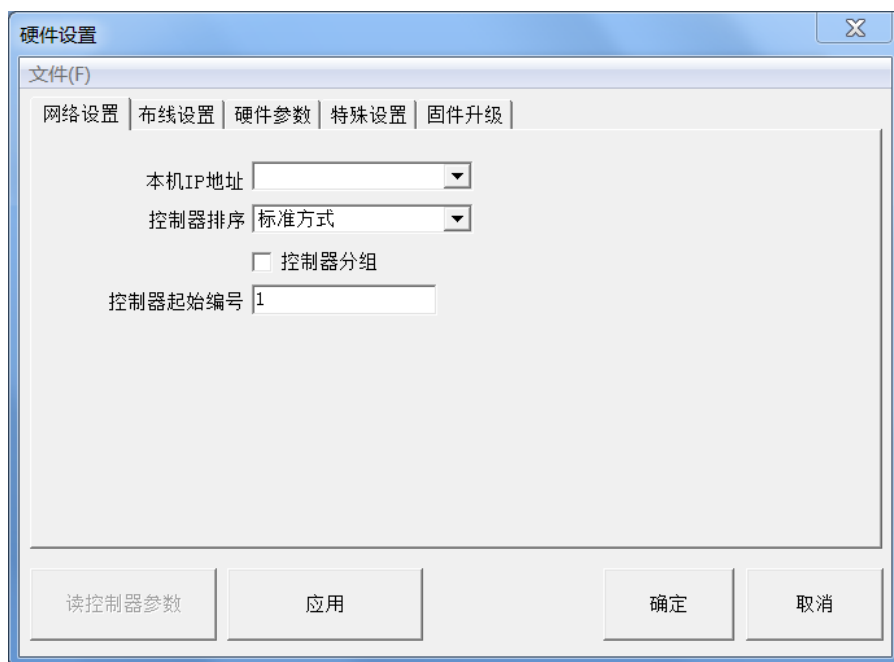 硬件设置
文件(F)
网络设置 布线设置 硬件参数 特殊设置 固件升级
本机IP地址
控制器排序 标准方式
控制器分组
控制器起始编号 1
读控制器参数 应用 确定 取消